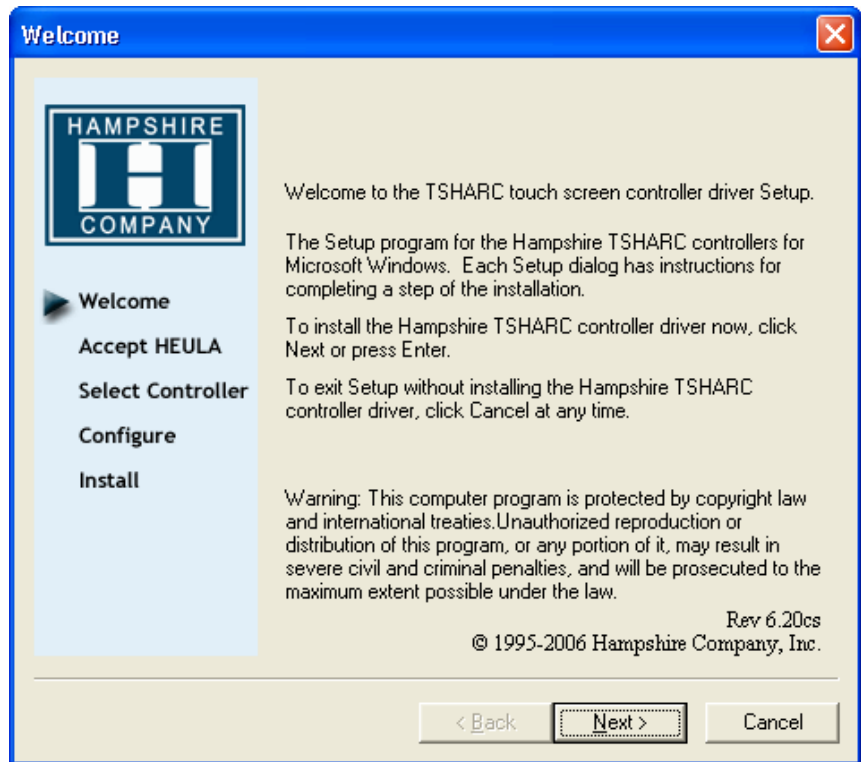 Welcome
HAMPSHIRE
H
COMPANY
Welcome
Accept HEULA
Select Controller
Configure
Install
Welcome to the TSHARC touch screen controller driver Setup.
The Setup program for the Hampshire TSHARC controllers for
Microsoft Windows. Each Setup dialog has instructions for
completing a step of the installation.
To install the Hampshire TSHARC controller driver now, click
Next or press Enter.
To exit Setup without installing the Hampshire TSHARC
controller driver, click Cancel at any time.
Warning: This computer program is protected by copyright law
and international treaties.Unauthorized reproduction or
distribution of this program, or any portion of it, may result in
severe civil and criminal penalties, and will be prosecuted to the
maximum extent possible under the law.
Rev 6.20cs
© 1995-2006 Hampshire Company, Inc.
< Back
Next >
Cancel